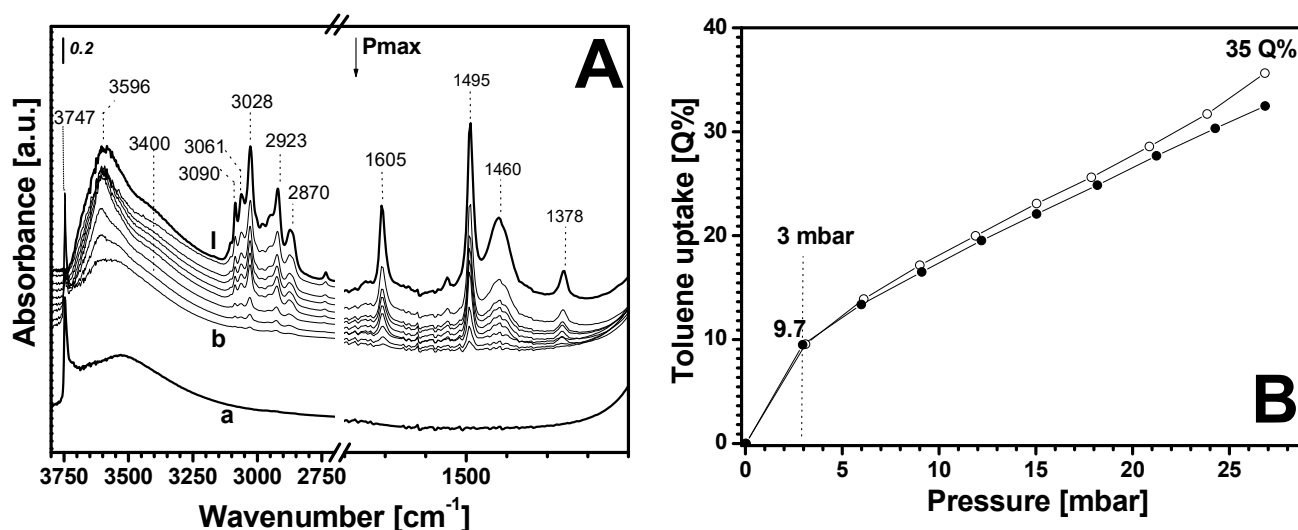 0.2
Pmax
A
3747
3596
3400
3061
3090
3028
2923
2870
1605
1495
1460
1378
l
b
a
Absorbance [a.u.]
3750 3500 3250 3000 2750 1500
Wavenumber [cm-1]
40
30
20
10
0
35 Q%
3 mbar
9.7
B
Toluene uptake [Q%]
0 5 10 15 20 25
Pressure [mbar]